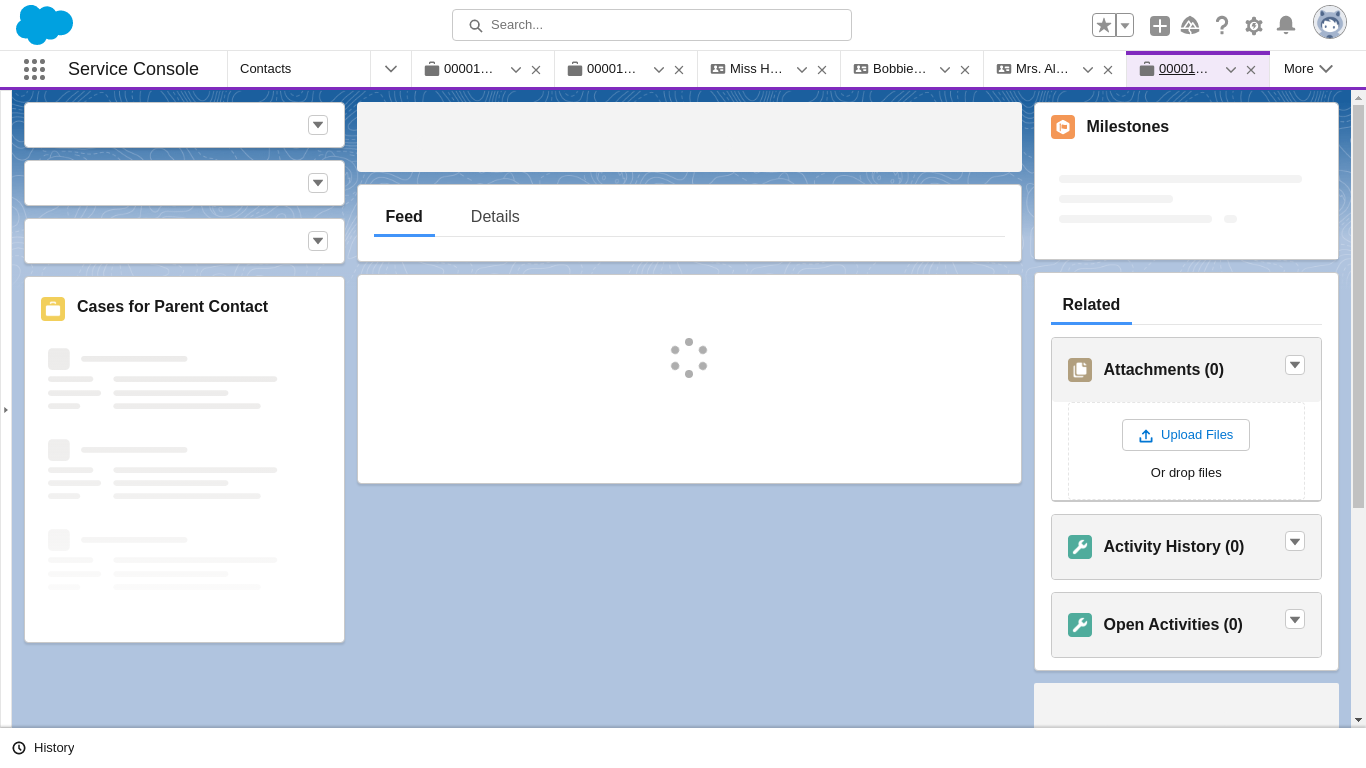 Search...
Service Console
Contacts
00001...
00001...
Miss H...
Bobbie...
Mrs. Al...
00001...
More
Cases for Parent Contact
Feed
Details
Milestones
Related
Attachments (0)
Upload Files
Or drop files
Activity History (0)
Open Activities (0)
History